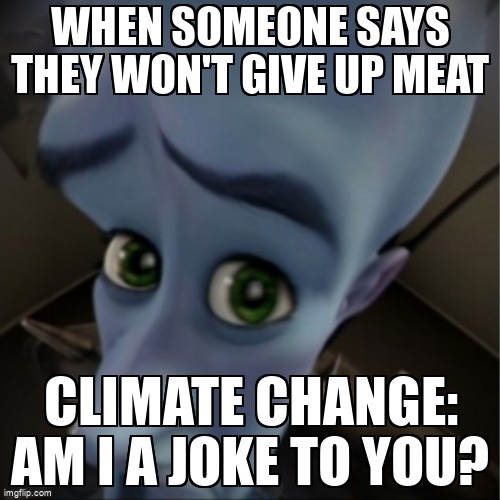 WHEN SOMEONE SAYS
THEY WON'T GIVE UP MEAT
CLIMATE CHANGE:
AM I A JOKE TO YOU?
imgflip.com